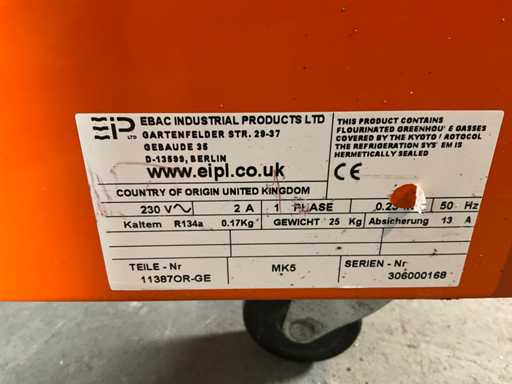 EIP LTD
EBAC INDUSTRIAL PRODUCTS LTD
GARTENFELDER STR. 29-37
GEBAUDE 35
D-13599, BERLIN
www.eipl.co.uk
COUNTRY OF ORIGIN UNITED KINGDOM
THIS PRODUCT CONTAINS
FLOURINATED GREENHOU E GASSES
COVERED BY THE KYOTO ROTOCOL
THE REFRIGERATION SYS EM IS
HERMETICALLY SEALED
CE
230 V 2 A 1 PHASE 0.23 50 Hz
Kaltem R134a 0.17Kg GEWICHT 25 Kg Absicherung 13 A
TEILE - Nr MK5 SERIEN - Nr
11387OR-GE 306000168